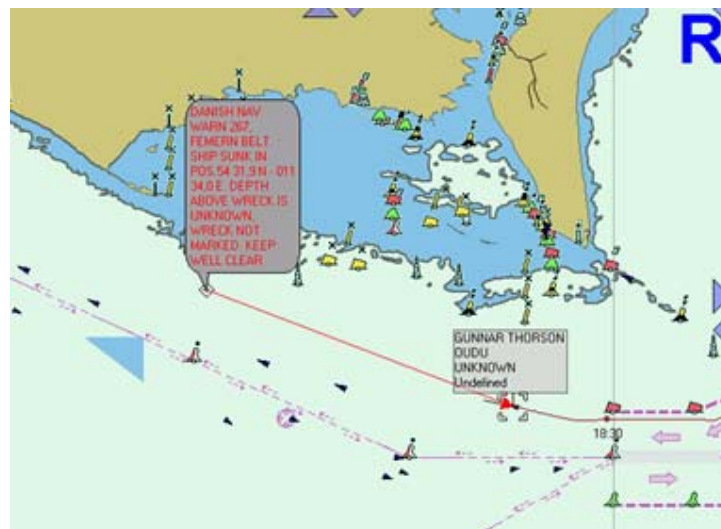 R
DANISH NAV
WARN 267,
FEMERN BELT.
SHIP SUNK IN
POS.54 31,9 N - 011
34,0 E. DEPTH
ABOVE WRECK IS
UNKNOWN,
WRECK NOT
MARKED. KEEP
WELL CLEAR
GUNNAR THORSON
OUDU
UNKNOWN
Undefined
18:30